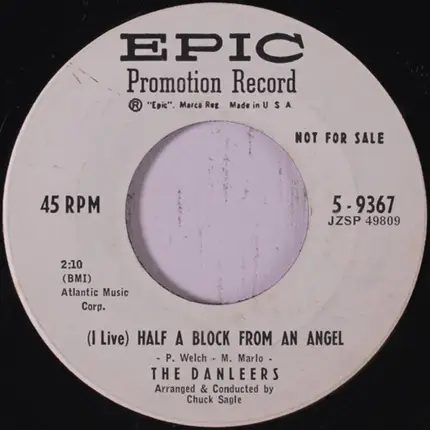 EPIC
Promotion Record
® "Epic". Marca Reg. Made in U S A
NOT FOR SALE
45 RPM
5-9367
JZSP 49809
2:10
(BMI)
Atlantic Music
Corp.
(I Live) HALF A BLOCK FROM AN ANGEL
- P. Welch - M. Marlo -
THE DANLEERS
Arranged & Conducted by
Chuck Sagle